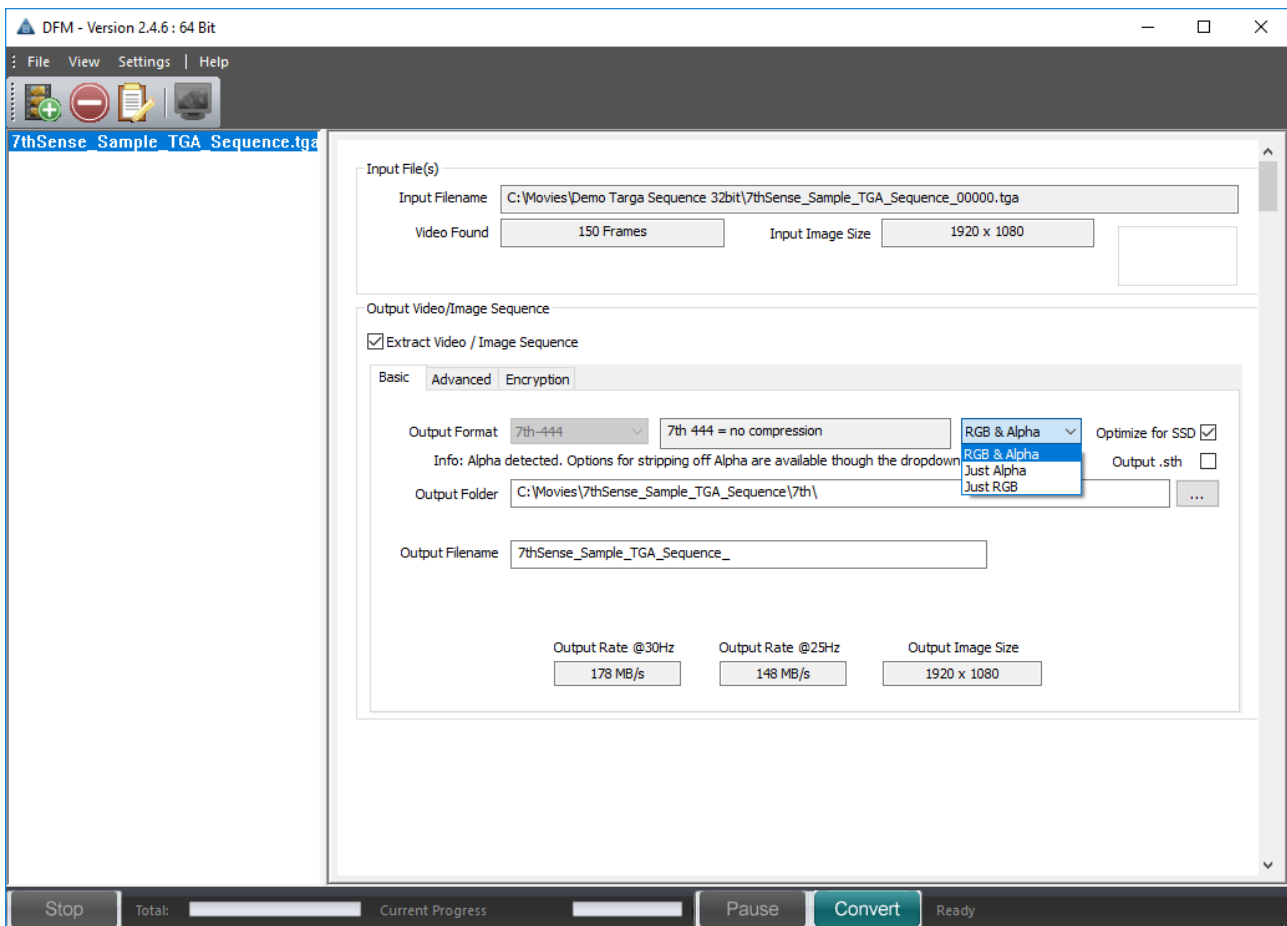 DFM - Version 2.4.6 : 64 Bit
File View Settings | Help
7thSense_Sample_TGA_Sequence.tga
Input File(s)
Input Filename C:\Movies\Demo Targa Sequence 32bit\7thSense_Sample_TGA_Sequence_00000.tga
Video Found 150 Frames Input Image Size 1920 x 1080
Output Video/Image Sequence
Extract Video / Image Sequence
Basic Advanced Encryption
Output Format 7th-444 7th 444 = no compression RGB & Alpha Optimize for SSD
RGB & Alpha
Info: Alpha detected. Options for stripping off Alpha are available though the dropdown Output .sth
Just Alpha
Just RGB
Output Folder C:\Movies\7thSense_Sample_TGA_Sequence\7th\ ...
Output Filename 7thSense_Sample_TGA_Sequence_
Output Rate @30Hz Output Rate @25Hz Output Image Size
178 MB/s 148 MB/s 1920 x 1080
Stop Total: Current Progress Pause Convert Ready